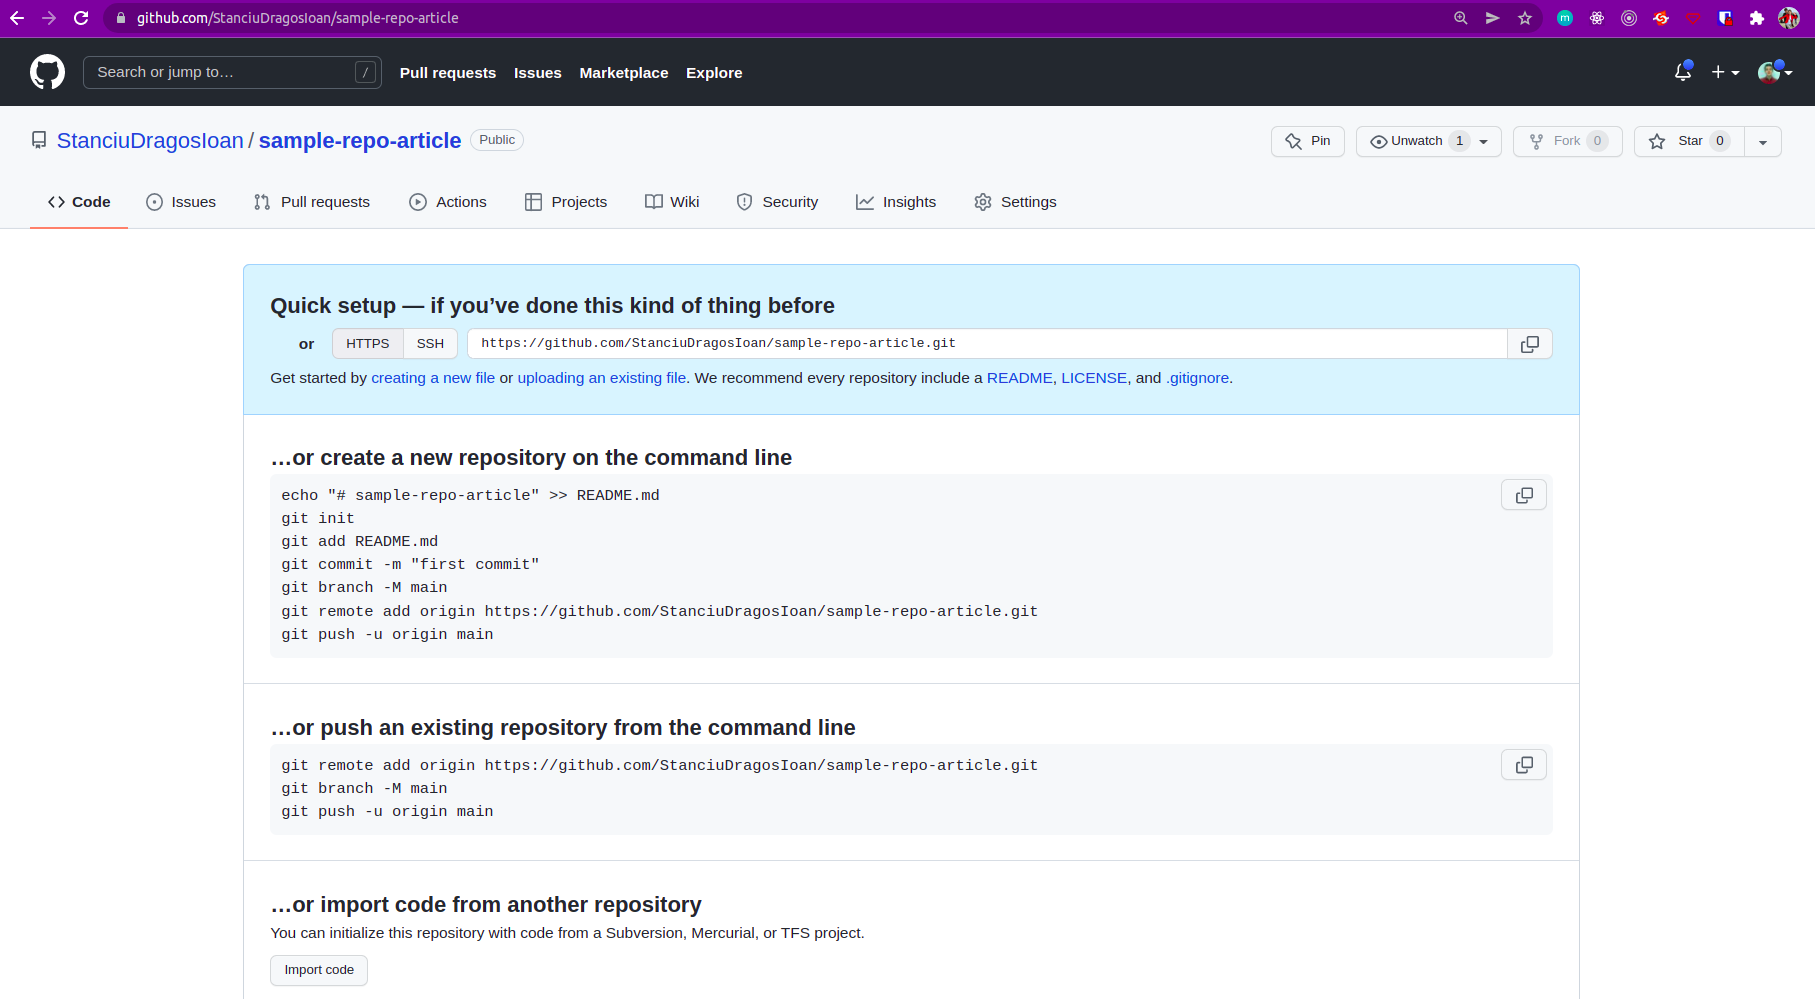 github.com/StanciuDragosIoan/sample-repo-article
m
Search or jump to… /
Pull requests Issues Marketplace Explore
StanciuDragosIoan / sample-repo-article Public
Pin Unwatch 1 Fork 0 Star 0
Code Issues Pull requests Actions Projects Wiki Security Insights Settings
Quick setup — if you’ve done this kind of thing before
or HTTPS SSH https://github.com/StanciuDragosIoan/sample-repo-article.git
Get started by creating a new file or uploading an existing file. We recommend every repository include a README, LICENSE, and .gitignore.
…or create a new repository on the command line
echo "# sample-repo-article" >> README.md
git init
git add README.md
git commit -m "first commit"
git branch -M main
git remote add origin https://github.com/StanciuDragosIoan/sample-repo-article.git
git push -u origin main
…or push an existing repository from the command line
git remote add origin https://github.com/StanciuDragosIoan/sample-repo-article.git
git branch -M main
git push -u origin main
…or import code from another repository
You can initialize this repository with code from a Subversion, Mercurial, or TFS project.
Import code